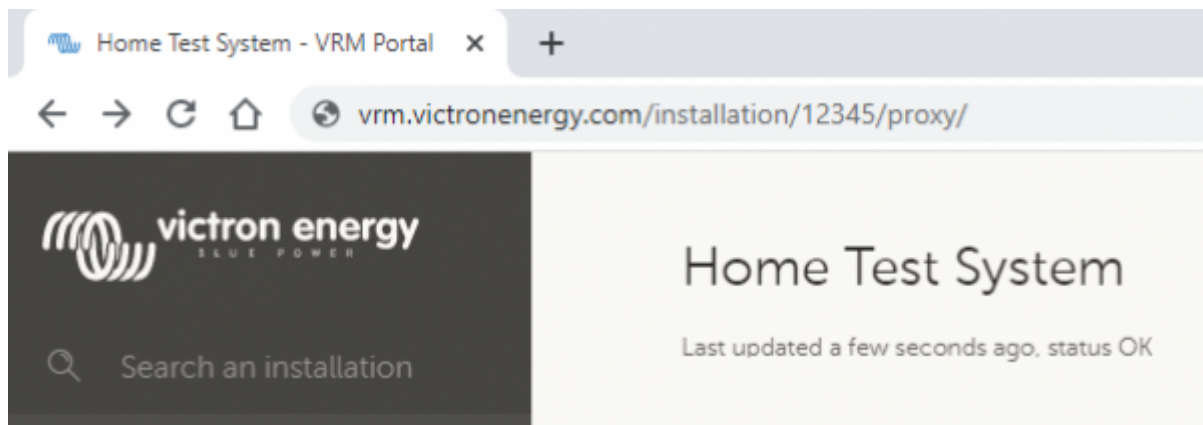 Home Test System - VRM Portal
vrm.victronenergy.com/installation/12345/proxy/
victron energy
BLUE POWER
Home Test System
Last updated a few seconds ago, status OK
Search an installation